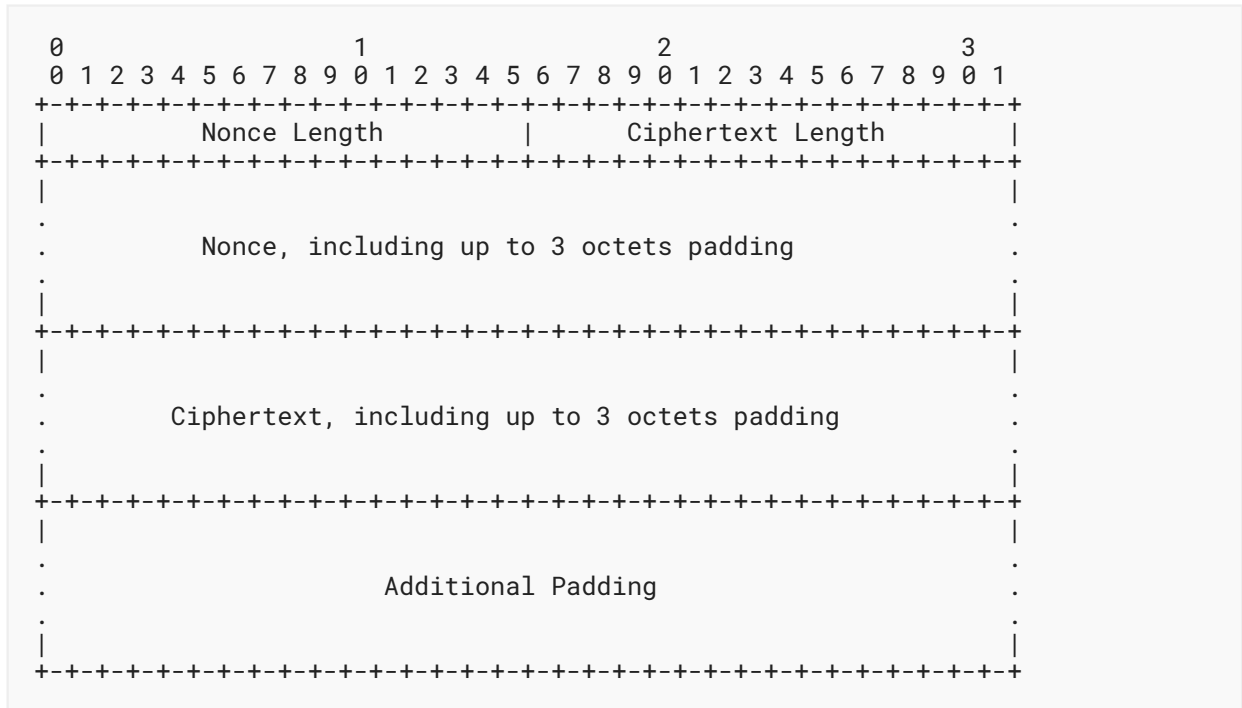 0                   1                   2                   3
0 1 2 3 4 5 6 7 8 9 0 1 2 3 4 5 6 7 8 9 0 1 2 3 4 5 6 7 8 9 0 1
+-+-+-+-+-+-+-+-+-+-+-+-+-+-+-+-+-+-+-+-+-+-+-+-+-+-+-+-+-+-+-+-+
|          Nonce Length         |      Ciphertext Length        |
+-+-+-+-+-+-+-+-+-+-+-+-+-+-+-+-+-+-+-+-+-+-+-+-+-+-+-+-+-+-+-+-+
|                                                               |
.                                                               .
.          Nonce, including up to 3 octets padding              .
.                                                               .
|                                                               |
+-+-+-+-+-+-+-+-+-+-+-+-+-+-+-+-+-+-+-+-+-+-+-+-+-+-+-+-+-+-+-+-+
|                                                               |
.                                                               .
.        Ciphertext, including up to 3 octets padding           .
.                                                               .
|                                                               |
+-+-+-+-+-+-+-+-+-+-+-+-+-+-+-+-+-+-+-+-+-+-+-+-+-+-+-+-+-+-+-+-+
|                                                               |
.                                                               .
.                      Additional Padding                       .
.                                                               .
|                                                               |
+-+-+-+-+-+-+-+-+-+-+-+-+-+-+-+-+-+-+-+-+-+-+-+-+-+-+-+-+-+-+-+-+